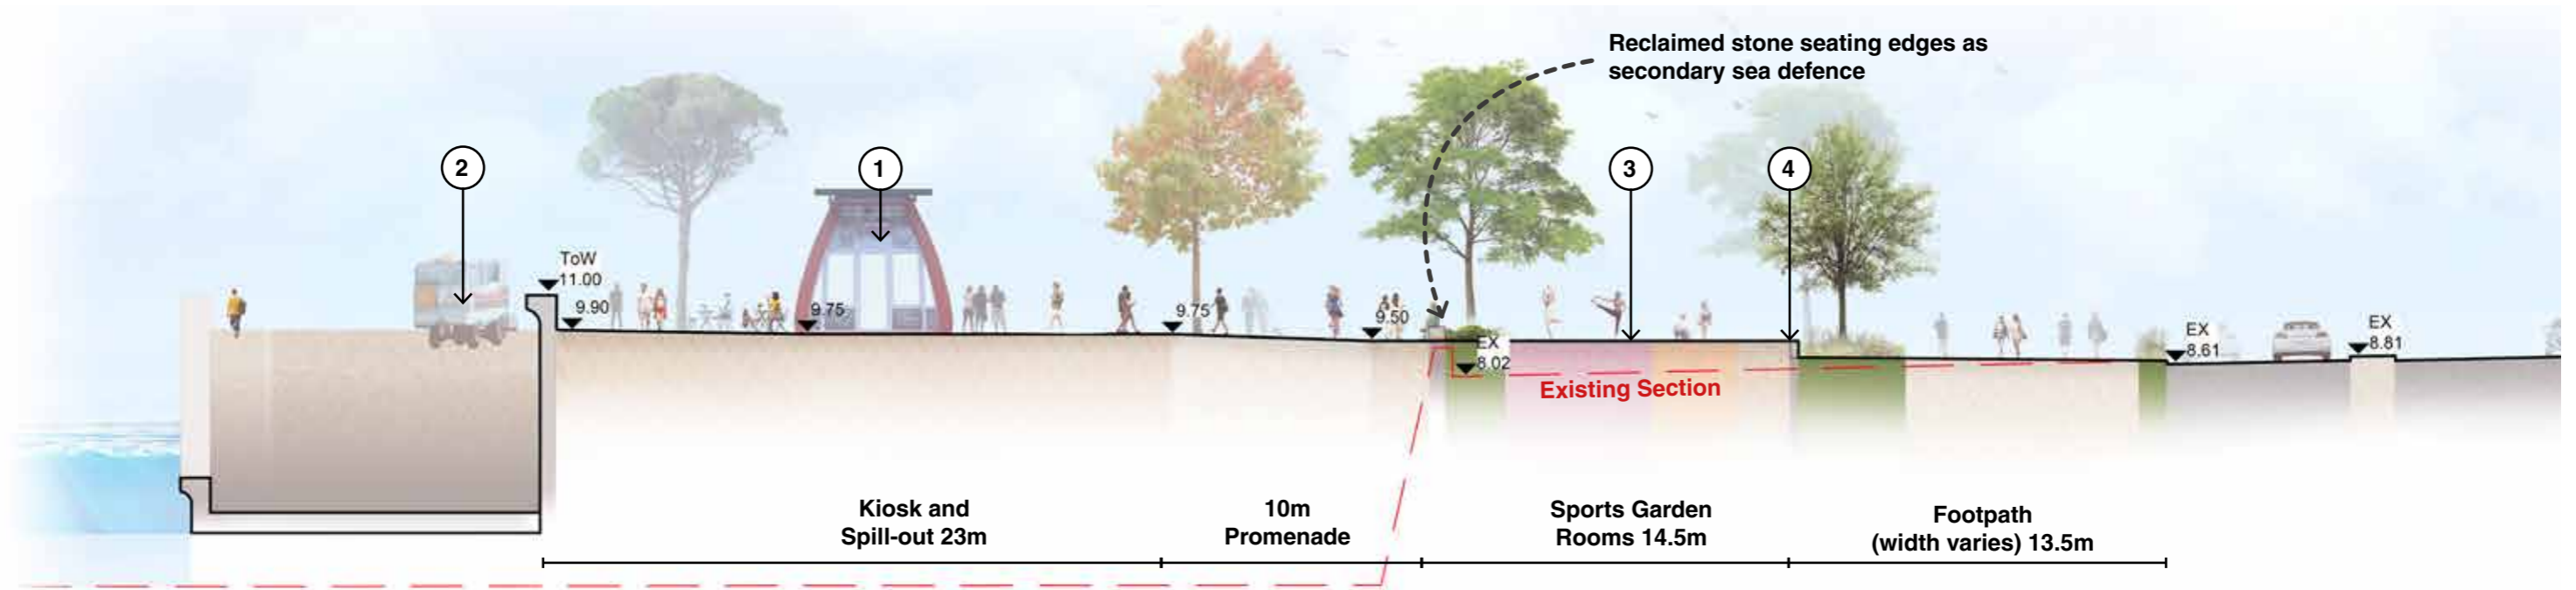 Reclaimed stone seating edges as
secondary sea defence
2
1
3
4
ToW
11.00
9.90
9.75
9.75
9.50
EX
8.02
EX
8.61
EX
8.81
Existing Section
Kiosk and
Spill-out 23m
10m
Promenade
Sports Garden
Rooms 14.5m
Footpath
(width varies) 13.5m